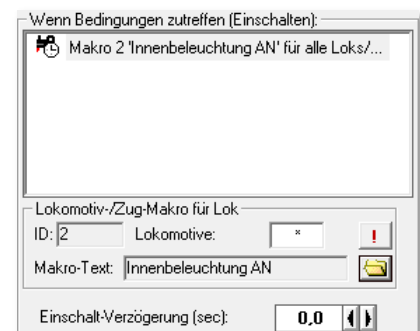 Wenn Bedingungen zutreffen (Einschalten):
Makro 2 'Innenbeleuchtung AN' für alle Loks/...
Lokomotiv-/Zug-Makro für Lok
ID: 2 Lokomotive: * !
Makro-Text: Innenbeleuchtung AN
Einschalt-Verzögerung (sec): 0,0